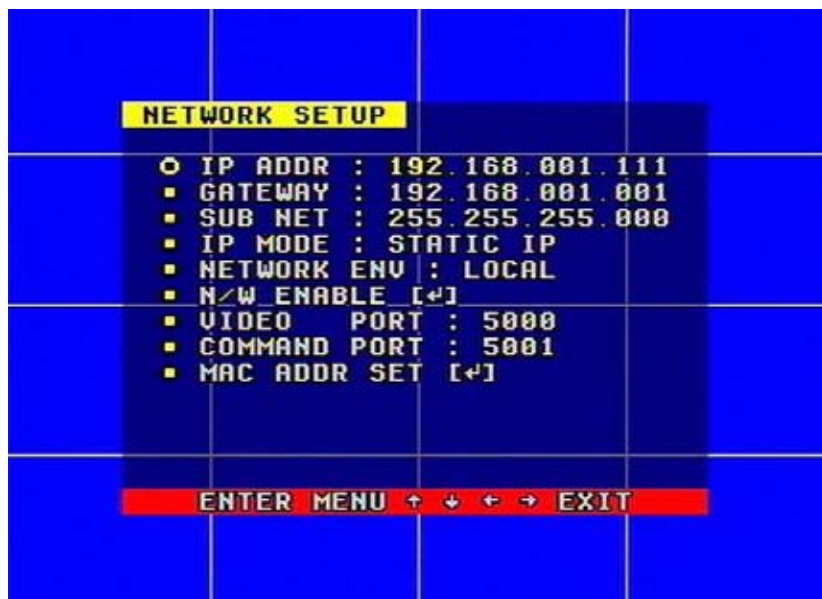 NETWORK SETUP
IP ADDR : 192.168.001.111
GATEWAY : 192.168.001.001
SUB NET : 255.255.255.000
IP MODE : STATIC IP
NETWORK ENV : LOCAL
N/W ENABLE [↵]
VIDEO PORT : 5000
COMMAND PORT : 5001
MAC ADDR SET [↵]
ENTER MENU ↑ ↓ ← → EXIT